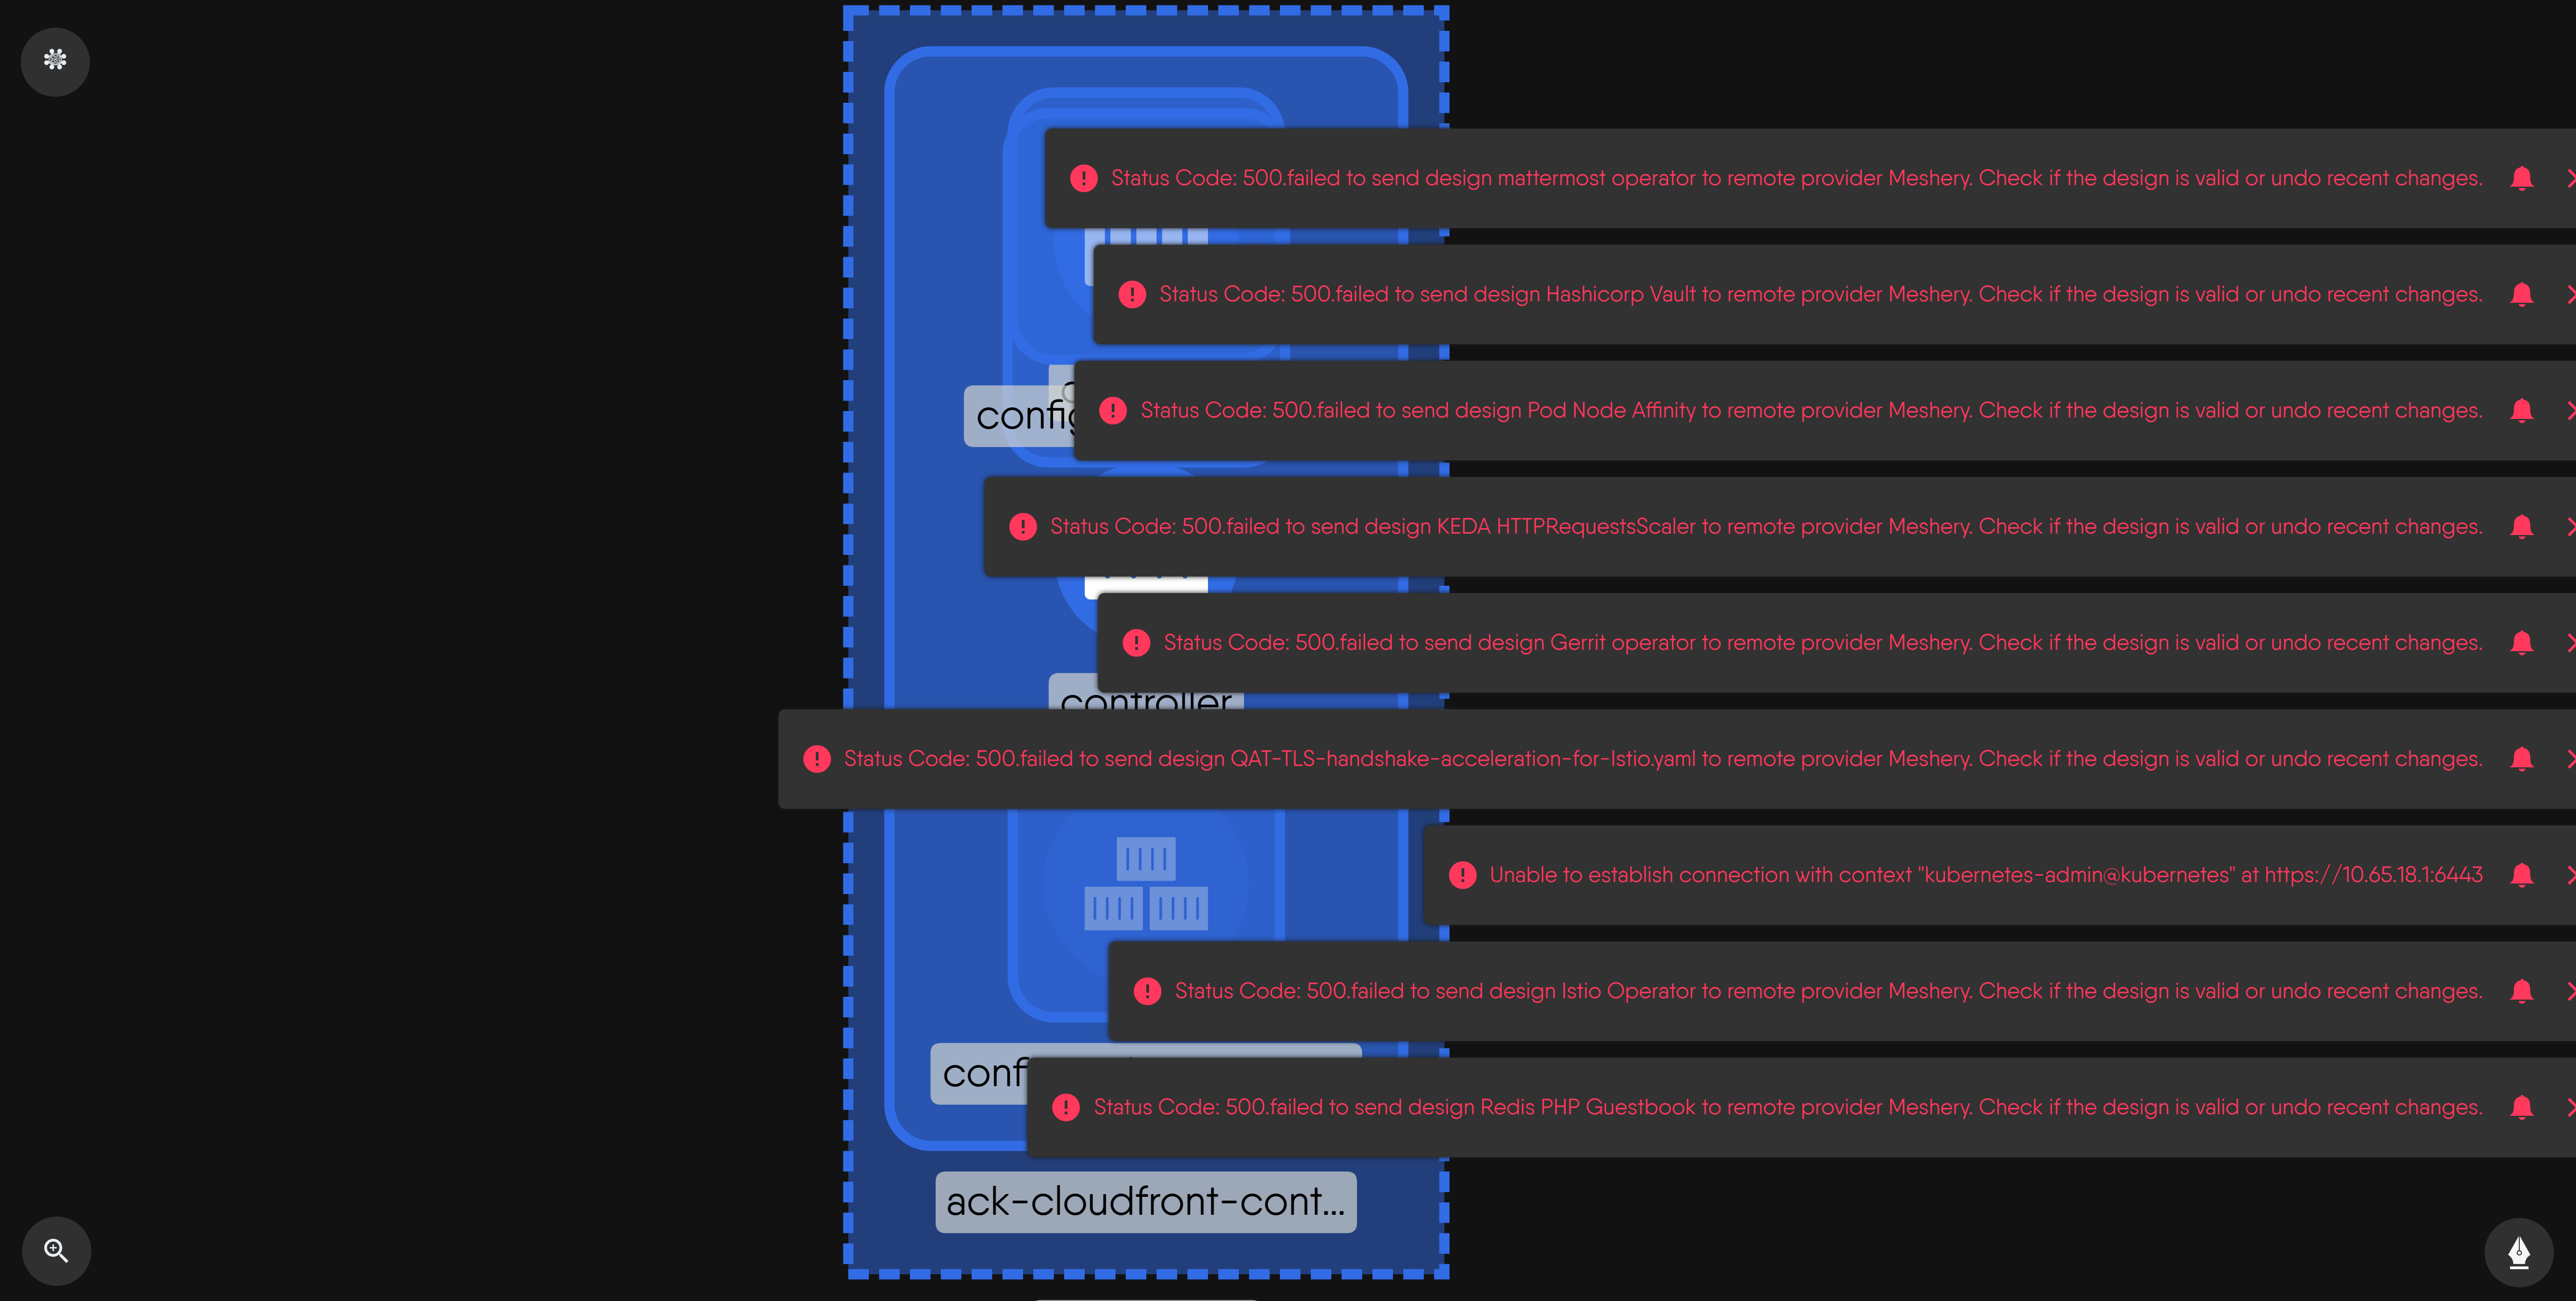 Status Code: 500.failed to send design mattermost operator to remote provider Meshery. Check if the design is valid or undo recent changes.
Status Code: 500.failed to send design Hashicorp Vault to remote provider Meshery. Check if the design is valid or undo recent changes.
Status Code: 500.failed to send design Pod Node Affinity to remote provider Meshery. Check if the design is valid or undo recent changes.
Status Code: 500.failed to send design KEDA HTTPRequestsScaler to remote provider Meshery. Check if the design is valid or undo recent changes.
Status Code: 500.failed to send design Gerrit operator to remote provider Meshery. Check if the design is valid or undo recent changes.
controller
Status Code: 500.failed to send design QAT-TLS-handshake-acceleration-for-Istio.yaml to remote provider Meshery. Check if the design is valid or undo recent changes.
Unable to establish connection with context "kubernetes-admin@kubernetes" at https://10.65.18.1:6443
Status Code: 500.failed to send design Istio Operator to remote provider Meshery. Check if the design is valid or undo recent changes.
conf
Status Code: 500.failed to send design Redis PHP Guestbook to remote provider Meshery. Check if the design is valid or undo recent changes.
ack-cloudfront-cont...